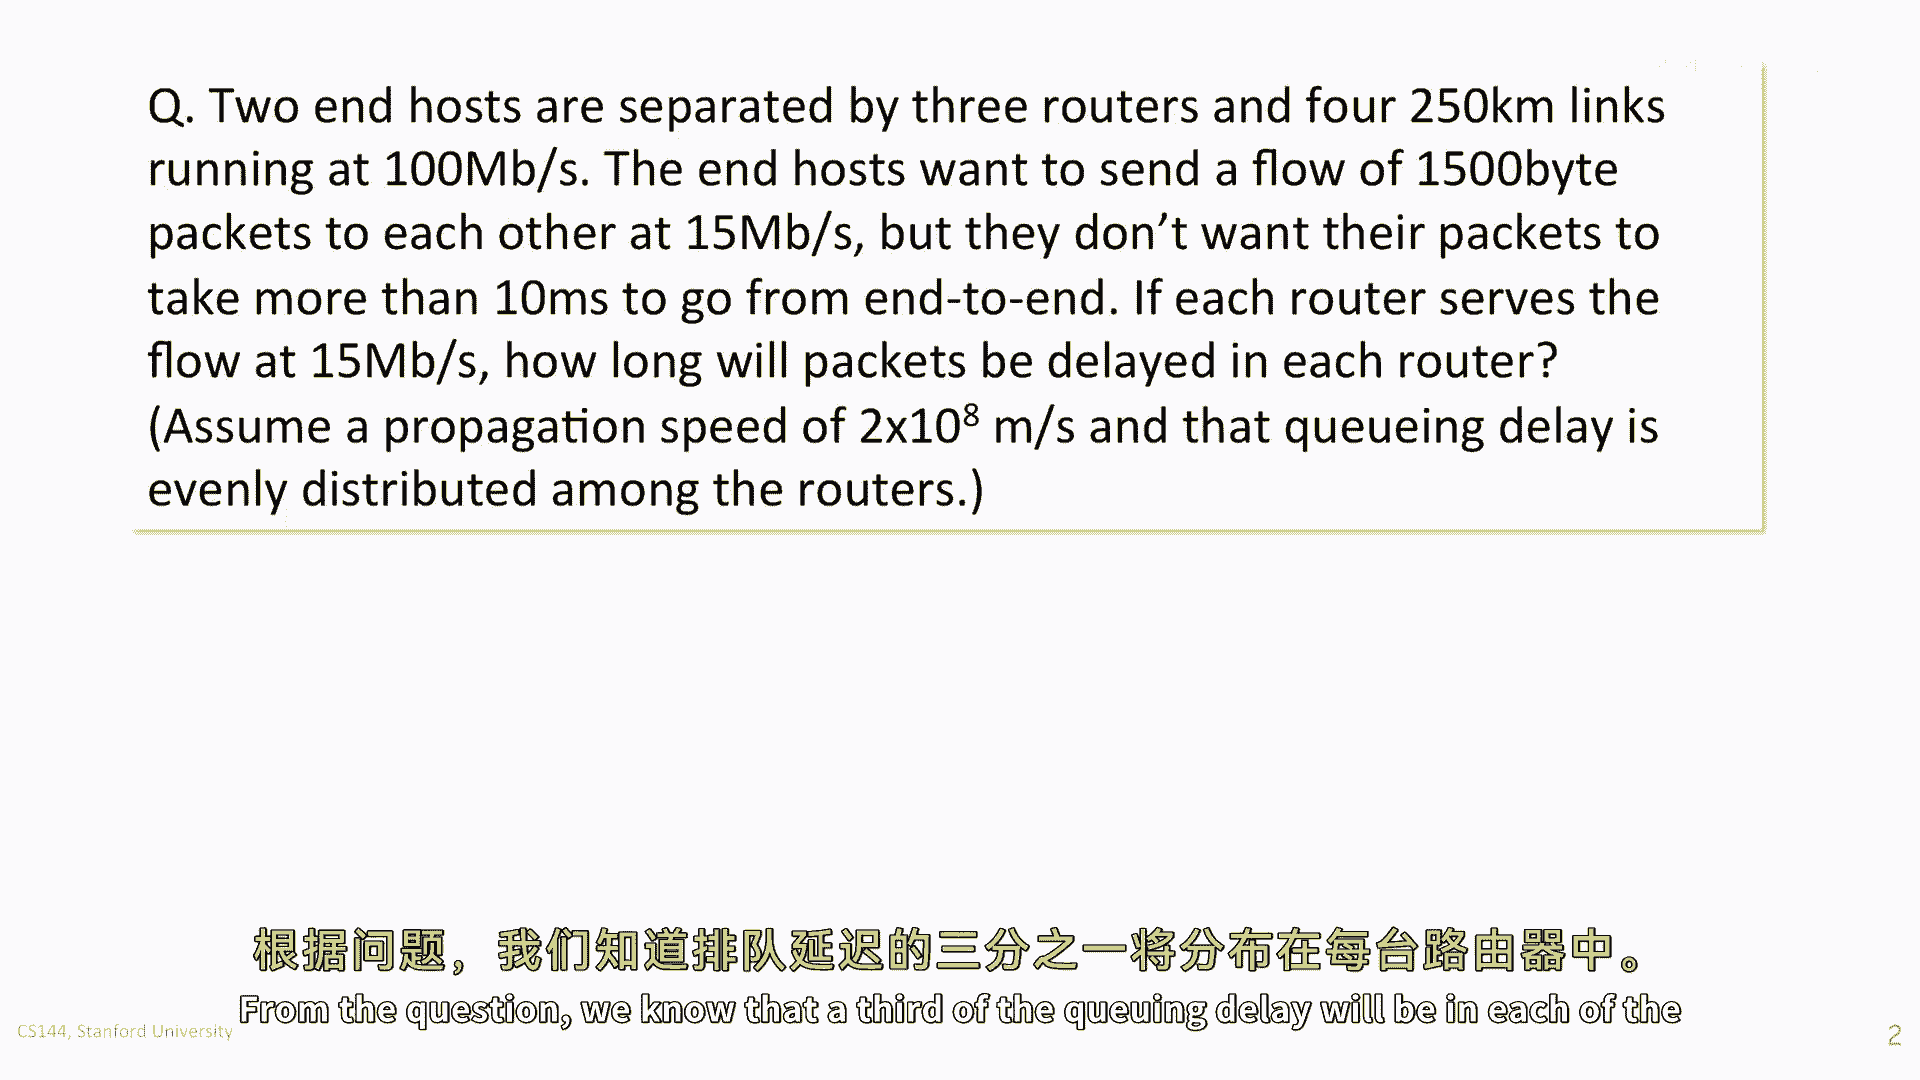 Q. Two end hosts are separated by three routers and four 250km links
running at 100Mb/s. The end hosts want to send a flow of 1500byte
packets to each other at 15Mb/s, but they don’t want their packets to
take more than 10ms to go from end-to-end. If each router serves the
flow at 15Mb/s, how long will packets be delayed in each router?
(Assume a propagation speed of 2x10⁸ m/s and that queueing delay is
evenly distributed among the routers.)
根据问题，我们知道排队延迟的三分之一将分布在每台路由器中。
From the question, we know that a third of the queuing delay will be in each of the
CS144, Stanford University
2